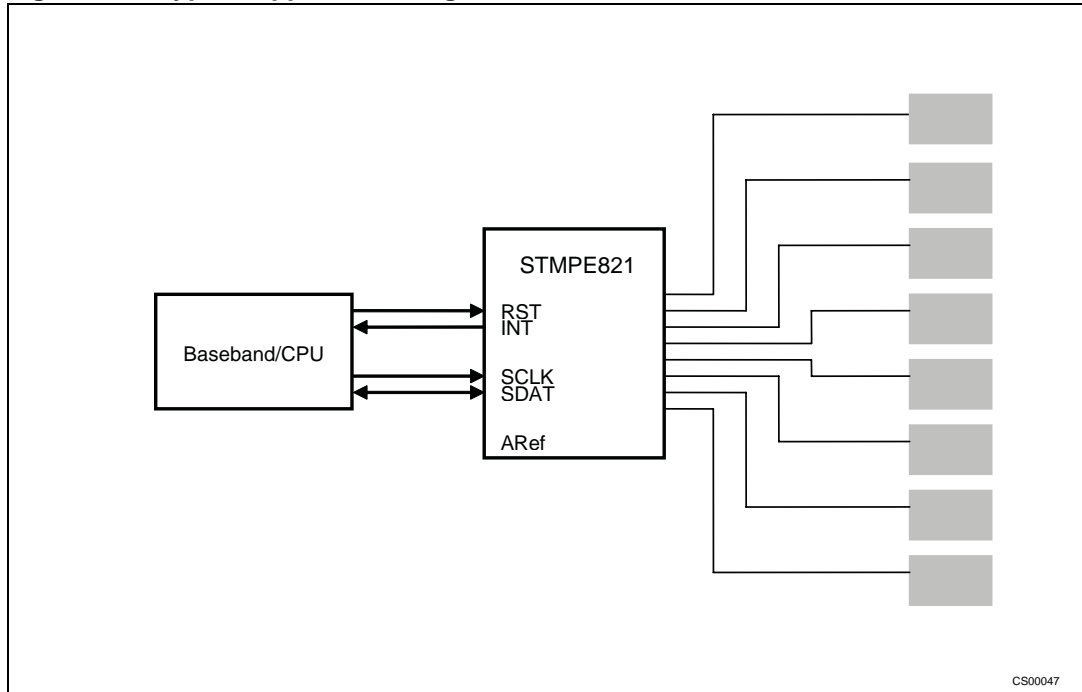 STMPE821
RST
INT
Baseband/CPU
SCLK
SDAT
ARef
CS00047